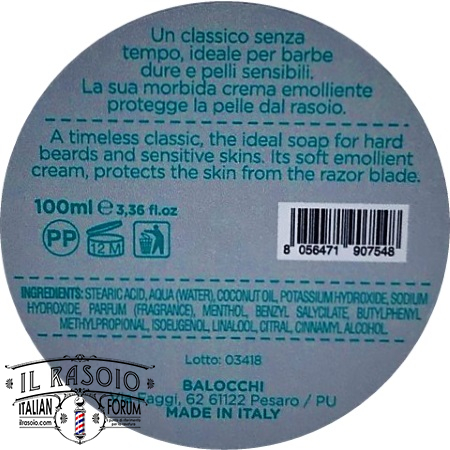 Un classico senza
tempo, ideale per barbe
dure e pelli sensibili.
La sua morbida crema emolliente
protegge la pelle dal rasoio.
A timeless classic, the ideal soap for hard
beards and sensitive skins. Its soft emollient
cream, protects the skin from the razor blade.
100ml e 3,36 fl.oz
PP
12 M
8 056471 907548
INGREDIENTS: STEARIC ACID, AQUA (WATER), COCONUT OIL, POTASSIUM HYDROXIDE, SODIUM
HYDROXIDE, PARFUM (FRAGRANCE), MENTHOL, BENZYL SALICYLATE, BUTYLPHENYL
METHYLPROPIONAL, ISOEUGENOL, LINALOOL, CITRAL, CINNAMYL ALCOHOL.
Lotto: 03418
BALOCCHI
Faggi, 62 61122 Pesaro / PU
MADE IN ITALY
IL RASOIO
ITALIAN FORUM
ilrasoio.com